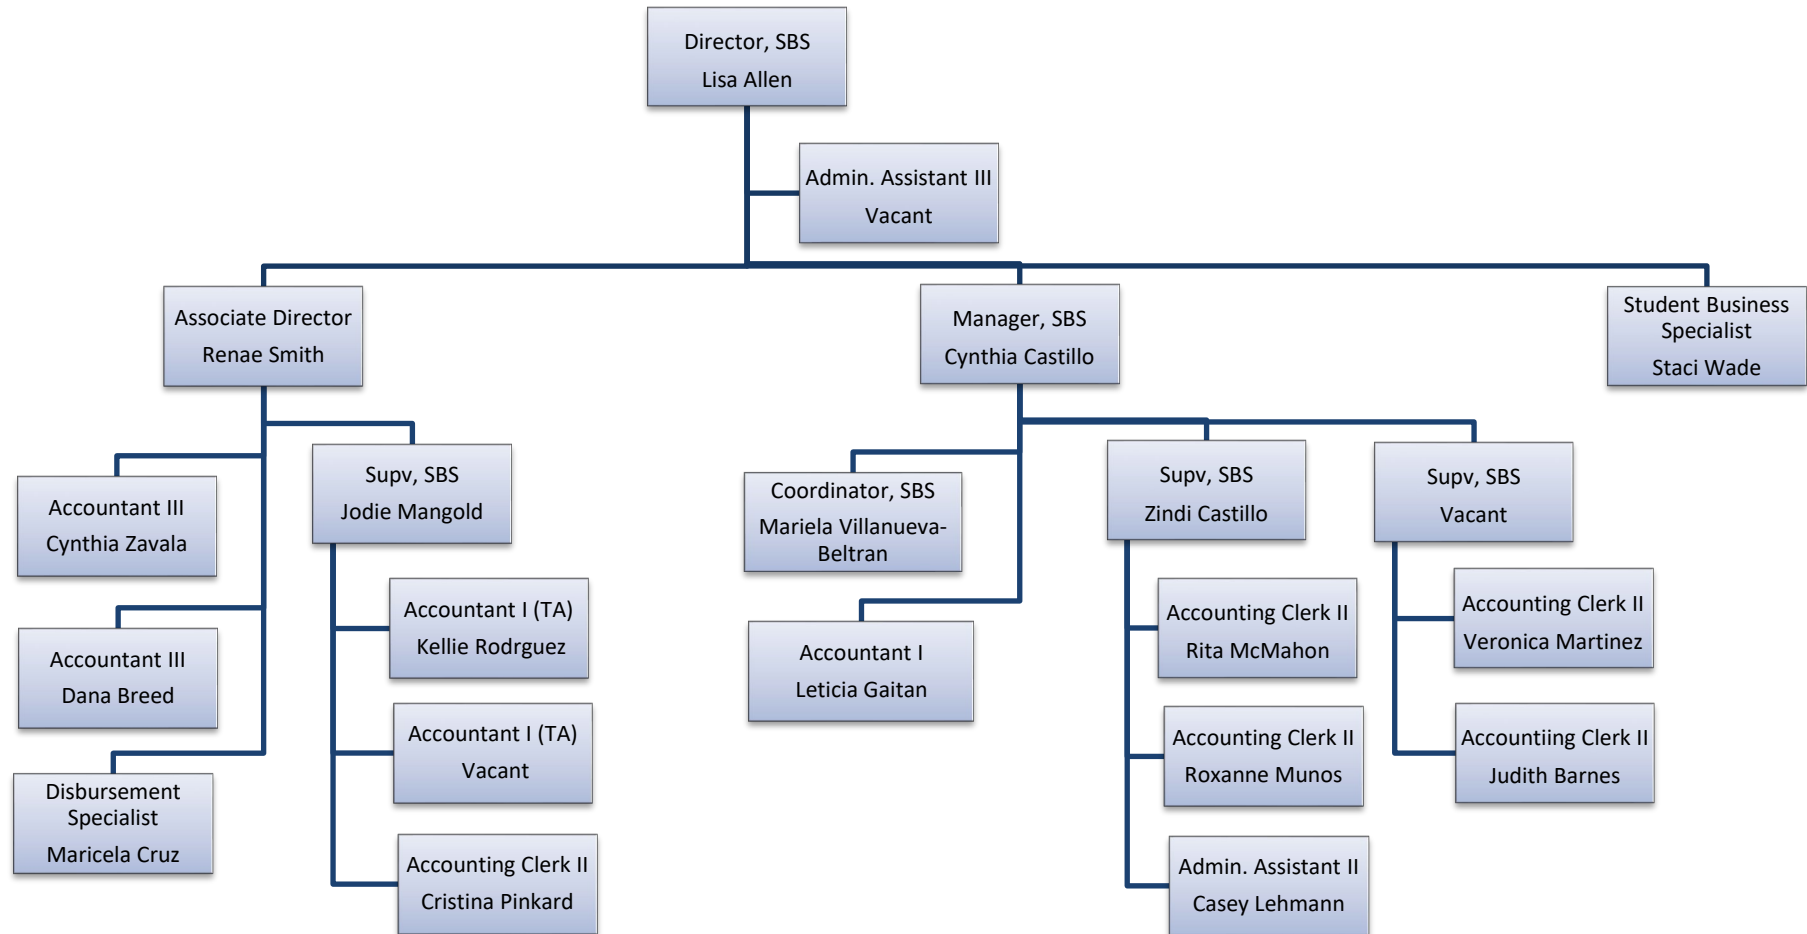 Director, SBS
Lisa Allen
Admin. Assistant III
Vacant
Associate Director
Renae Smith
Manager, SBS
Cynthia Castillo
Student Business
Specialist
Staci Wade
Accountant III
Cynthia Zavala
Supv, SBS
Jodie Mangold
Coordinator, SBS
Mariela Villanueva-
Beltran
Supv, SBS
Zindi Castillo
Supv, SBS
Vacant
Accountant III
Dana Breed
Accountant I (TA)
Kellie Rodrguez
Accountant I
Leticia Gaitan
Accounting Clerk II
Rita McMahon
Accounting Clerk II
Veronica Martinez
Disbursement
Specialist
Maricela Cruz
Accountant I (TA)
Vacant
Accounting Clerk II
Roxanne Munos
Accountiing Clerk II
Judith Barnes
Accounting Clerk II
Cristina Pinkard
Admin. Assistant II
Casey Lehmann